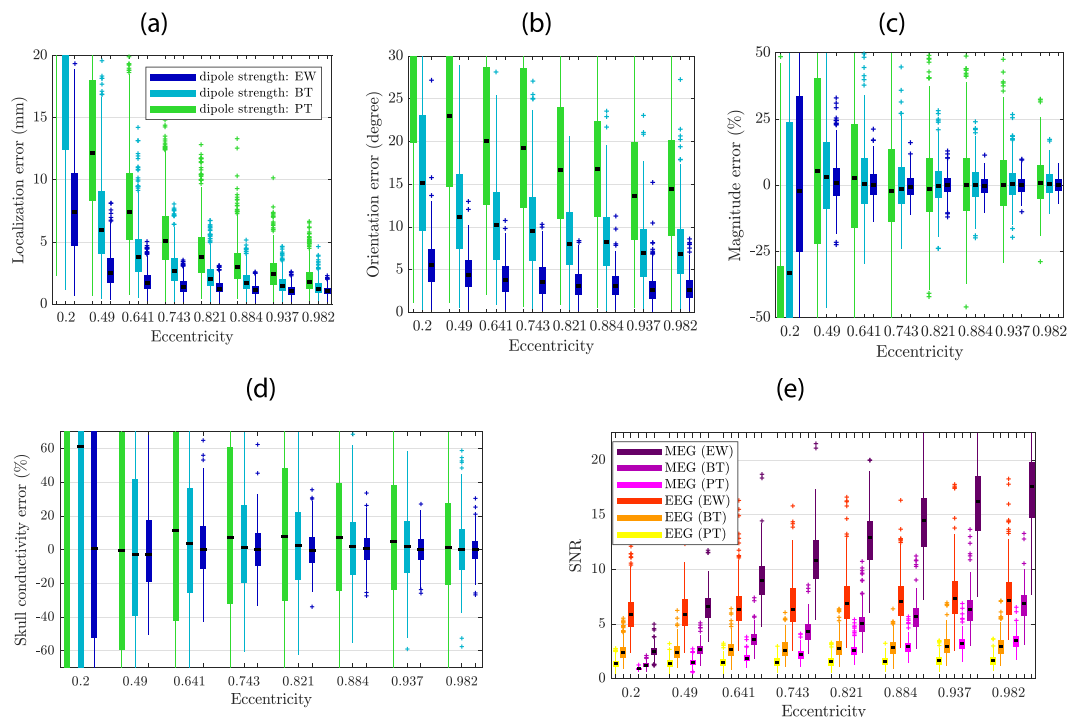 (a)
(b)
(c)
20
15
10
5
0
Localization error (mm)
dipole strength: EW
dipole strength: BT
dipole strength: PT
0.2 0.49 0.641 0.743 0.821 0.884 0.937 0.982
Eccentricity
30
25
20
15
10
5
0
Orientation error (degree)
0.2 0.49 0.641 0.743 0.821 0.884 0.937 0.982
Eccentricity
50
25
0
-25
-50
Magnitude error (%)
0.2 0.49 0.641 0.743 0.821 0.884 0.937 0.982
Eccentricity
(d)
(e)
60
40
20
0
-20
-40
-60
Skull conductivity error (%)
0.2 0.49 0.641 0.743 0.821 0.884 0.937 0.982
Eccentricity
20
15
10
5
0
SNR
MEG (EW)
MEG (BT)
MEG (PT)
EEG (EW)
EEG (BT)
EEG (PT)
0.2 0.49 0.641 0.743 0.821 0.884 0.937 0.982
Eccentricity